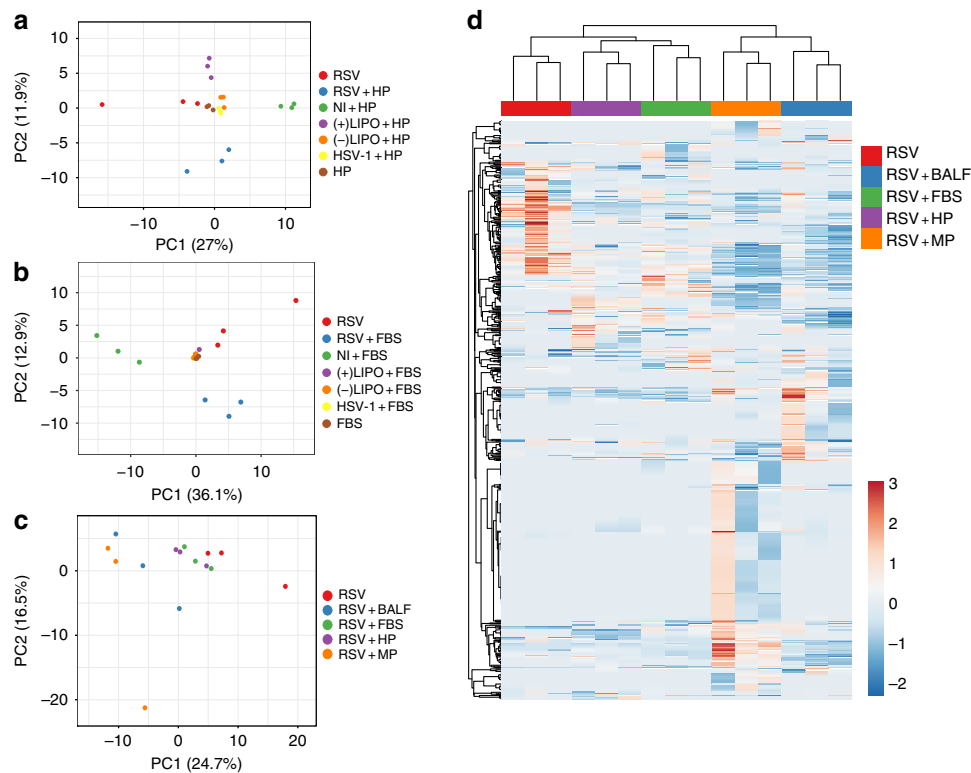 a
10
5
0
−5
−10
−10
0
10
PC2 (11.9%)
PC1 (27%)
RSV
RSV+HP
NI+HP
(+)LIPO+HP
(−)LIPO+HP
HSV-1+HP
HP
b
10
5
0
−5
−10
−10
0
10
PC2 (12.9%)
PC1 (36.1%)
RSV
RSV+FBS
NI+FBS
(+)LIPO+FBS
(−)LIPO+FBS
HSV-1+FBS
FBS
c
0
−10
−20
−10
0
10
20
PC2 (16.5%)
PC1 (24.7%)
RSV
RSV+BALF
RSV+FBS
RSV+HP
RSV+MP
d
RSV
RSV+BALF
RSV+FBS
RSV+HP
RSV+MP
3
2
1
0
−1
−2